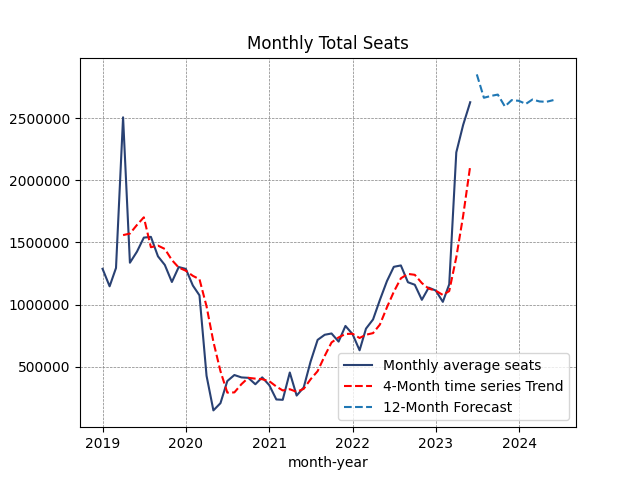 Monthly Total Seats
2500000
2000000
1500000
1000000
500000
Monthly average seats
4-Month time series Trend
12-Month Forecast
2019 2020 2021 2022 2023 2024
month-year